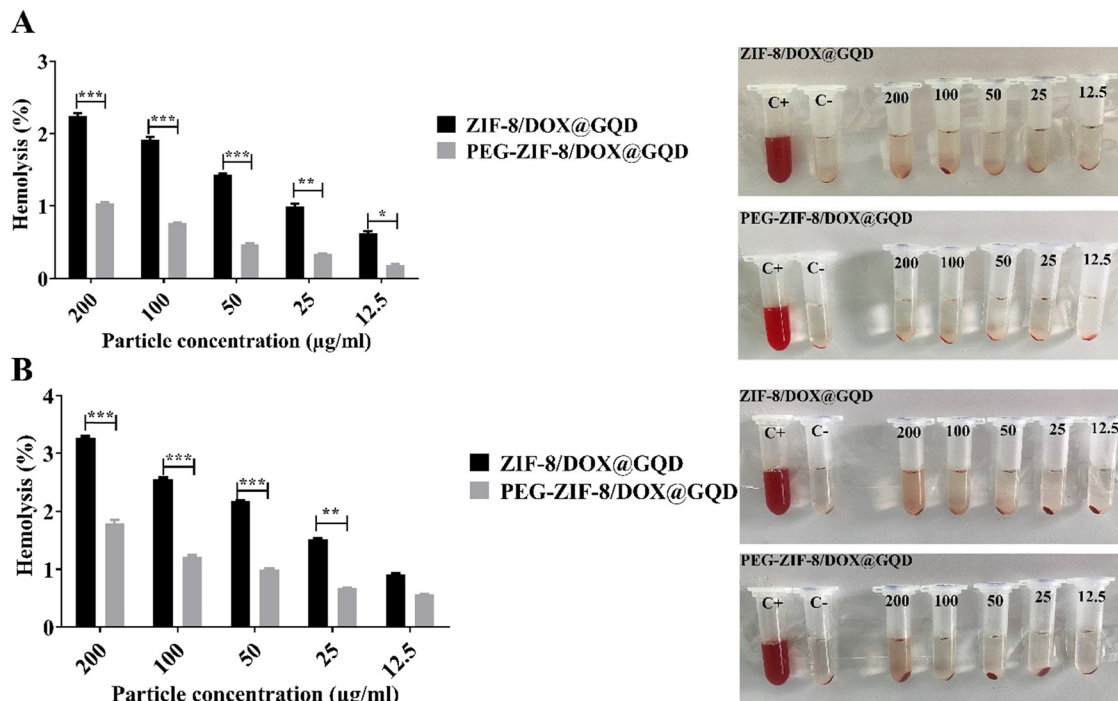 A
3
2
1
0
Hemolysis (%)
***
***
***
**
*
200
100
50
25
12.5
Particle concentration (µg/ml)
ZIF-8/DOX@GQD
PEG-ZIF-8/DOX@GQD
ZIF-8/DOX@GQD
C+ C- 200 100 50 25 12.5
PEG-ZIF-8/DOX@GQD
C+ C- 200 100 50 25 12.5
B
4
3
2
1
0
Hemolysis (%)
***
***
***
**
200
100
50
25
12.5
Particle concentration (µg/ml)
ZIF-8/DOX@GQD
PEG-ZIF-8/DOX@GQD
ZIF-8/DOX@GQD
C+ C- 200 100 50 25 12.5
PEG-ZIF-8/DOX@GQD
C+ C- 200 100 50 25 12.5